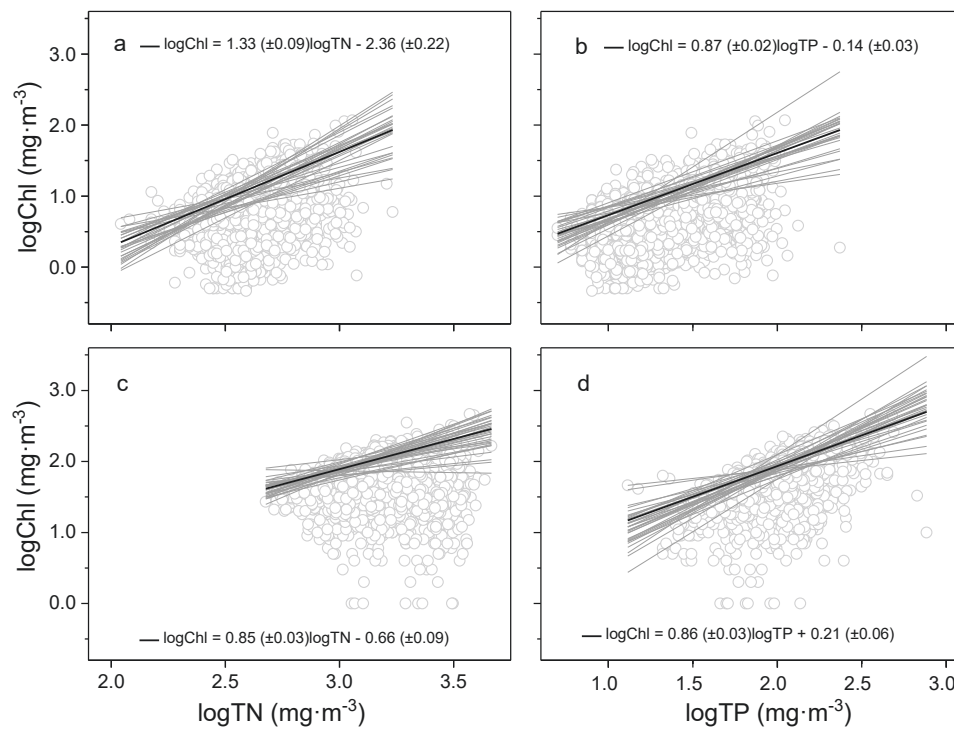 a
logChl = 1.33 (±0.09)logTN - 2.36 (±0.22)
b
logChl = 0.87 (±0.02)logTP - 0.14 (±0.03)
3.0
2.0
1.0
0.0
logChl (mg·m⁻³)
c
d
3.0
2.0
1.0
0.0
logChl (mg·m⁻³)
logChl = 0.85 (±0.03)logTN - 0.66 (±0.09)
logChl = 0.86 (±0.03)logTP + 0.21 (±0.06)
2.0 2.5 3.0 3.5
1.0 1.5 2.0 2.5 3.0
logTN (mg·m⁻³)
logTP (mg·m⁻³)